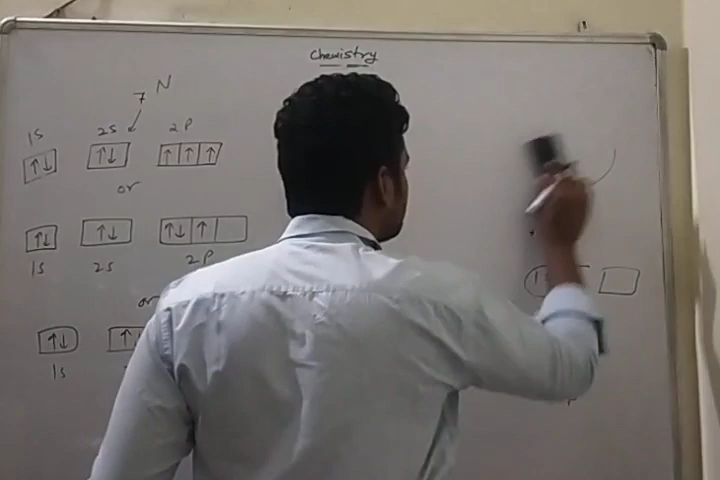 Chemistry
7 N
1s 2s 2p
↑↓ ↑↓ ↑ ↑ ↑
or
↑↓ ↑↓ ↑↓ ↑
1s 2s 2p
or
↑↓ ↑
1s